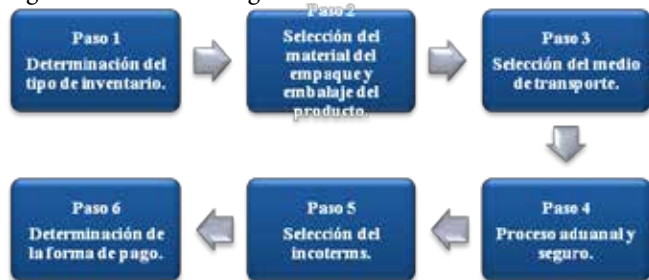 Paso 1
Determinación del
tipo de inventario.
Paso 2
Selección del
material del
empaque y
embalaje del
producto.
Paso 3
Selección del medio
de transporte.
Paso 4
Proceso aduanal y
seguro.
Paso 5
Selección del
incoterms.
Paso 6
Determinación de
la forma de pago.